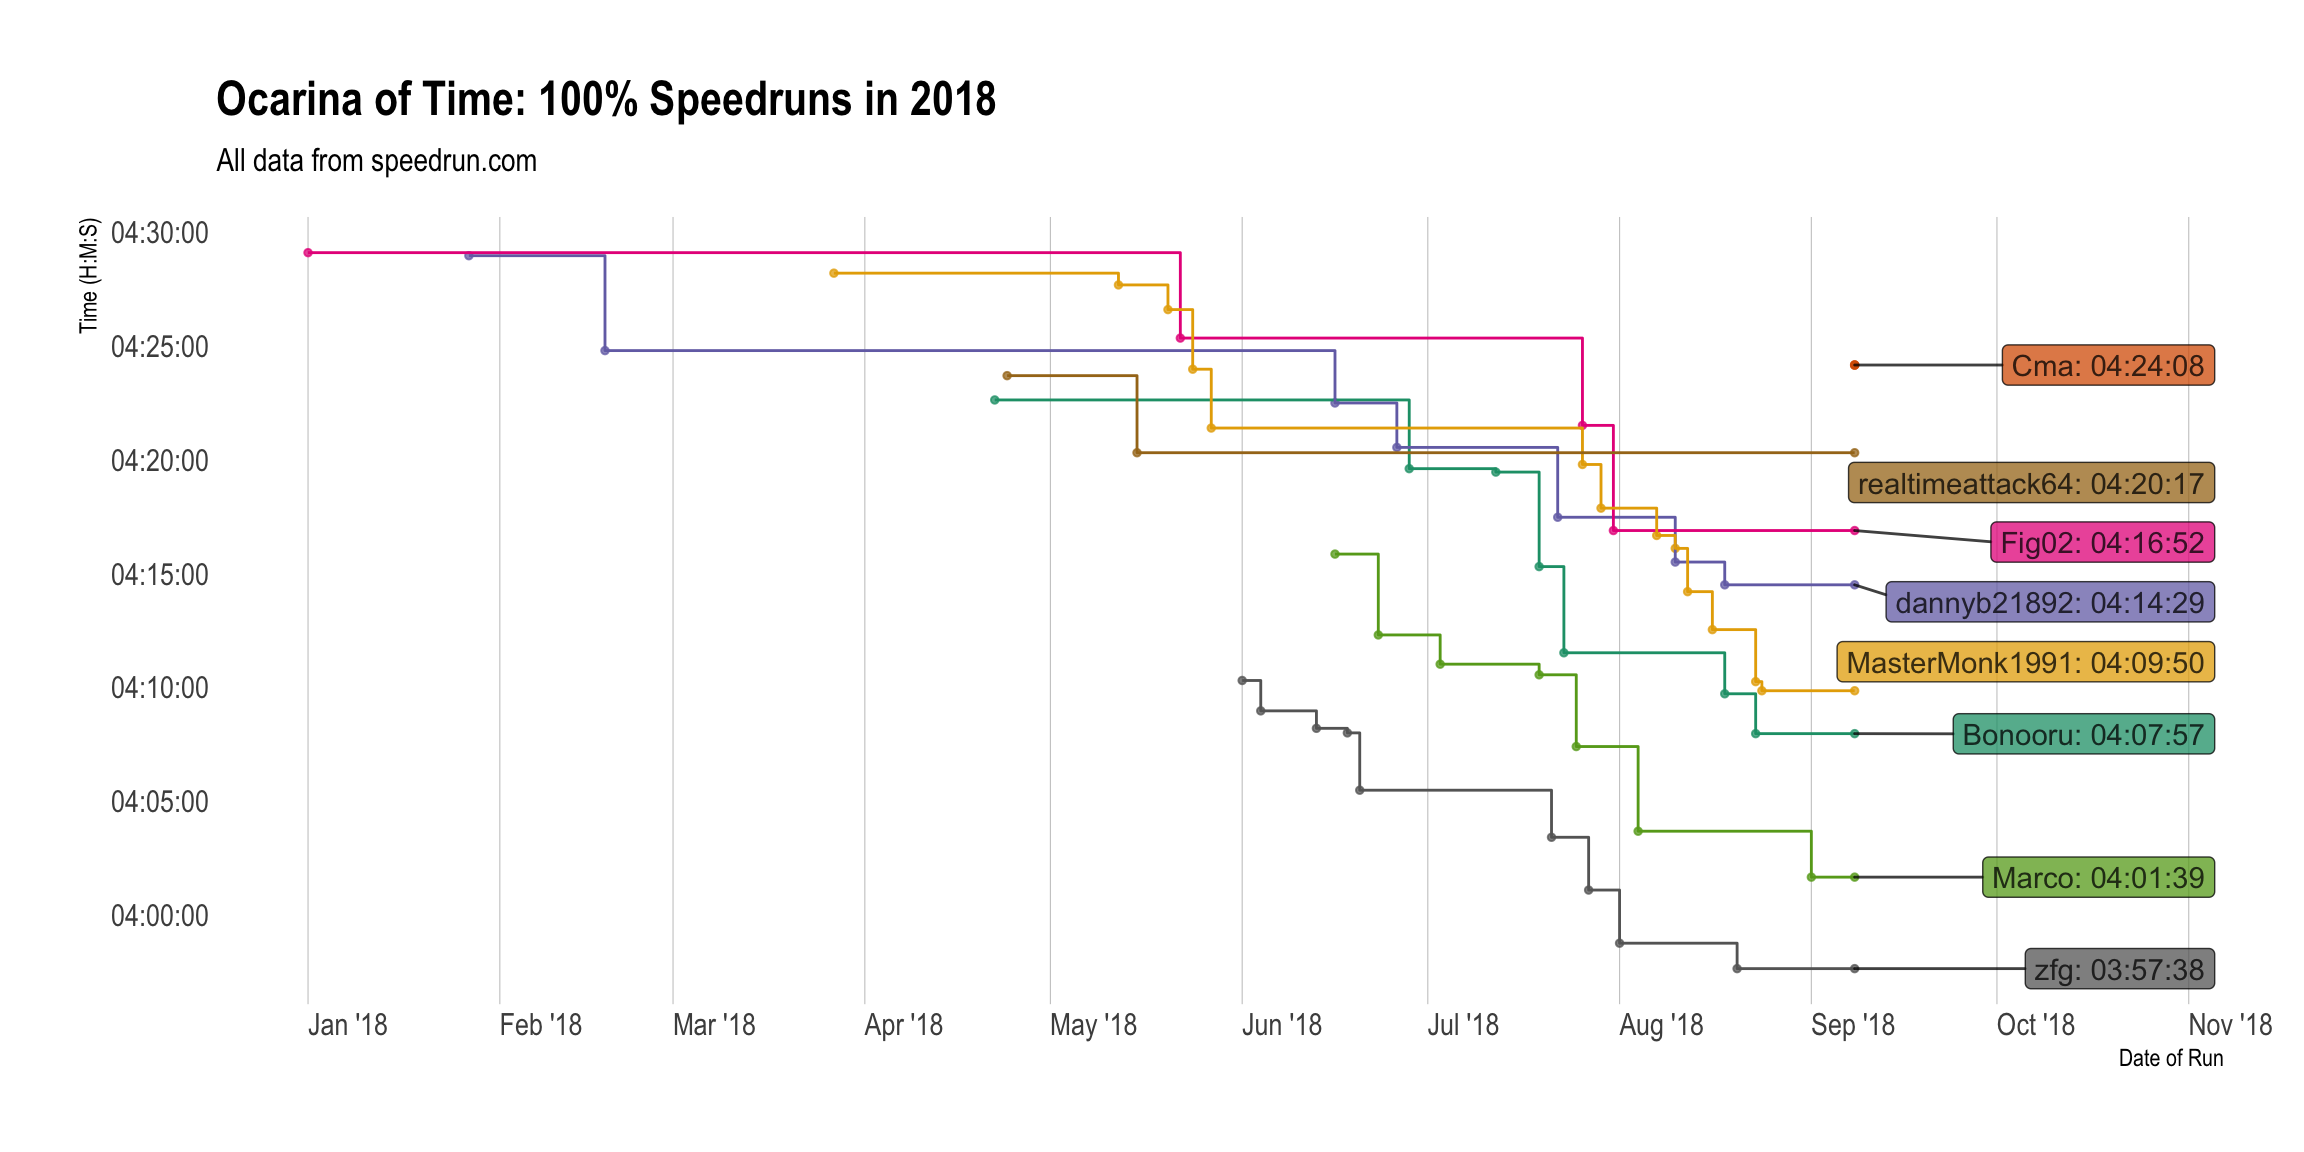 Ocarina of Time: 100% Speedruns in 2018
All data from speedrun.com
Time (H:M:S)
04:30:00
04:25:00
04:20:00
04:15:00
04:10:00
04:05:00
04:00:00
Cma: 04:24:08
realtimeattack64: 04:20:17
Fig02: 04:16:52
dannyb21892: 04:14:29
MasterMonk1991: 04:09:50
Bonooru: 04:07:57
Marco: 04:01:39
zfg: 03:57:38
Jan '18 Feb '18 Mar '18 Apr '18 May '18 Jun '18 Jul '18 Aug '18 Sep '18 Oct '18 Nov '18
Date of Run